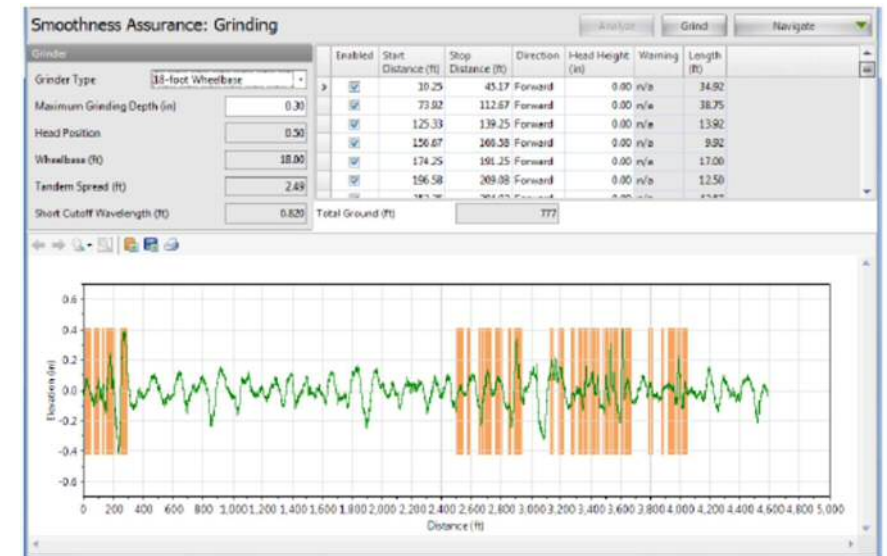 Smoothness Assurance: Grinding
Analyze Grind Navigate
Grinder
Grinder Type 18-foot Wheelbase
Maximum Grinding Depth (in) 0.30
Head Position 0.50
Wheelbase (ft) 18.00
Tandem Spread (ft) 2.49
Short Cutoff Wavelength (ft) 0.820
Enabled Start Distance (ft) Stop Distance (ft) Direction Head Height (in) Warning Length (ft)
10.25 45.17 Forward 0.00 n/a 34.92
73.92 112.67 Forward 0.00 n/a 38.75
125.33 139.25 Forward 0.00 n/a 13.92
156.67 166.58 Forward 0.00 n/a 9.92
174.25 191.25 Forward 0.00 n/a 17.00
196.58 209.08 Forward 0.00 n/a 12.50
Total Ground (ft) 777
Elevation (in)
0.6
0.4
0.2
0.0
-0.2
-0.4
-0.6
0 200 400 600 800 1,000 1,200 1,400 1,600 1,800 2,000 2,200 2,400 2,600 2,800 3,000 3,200 3,400 3,600 3,800 4,000 4,200 4,400 4,600 4,800 5,000
Distance (ft)